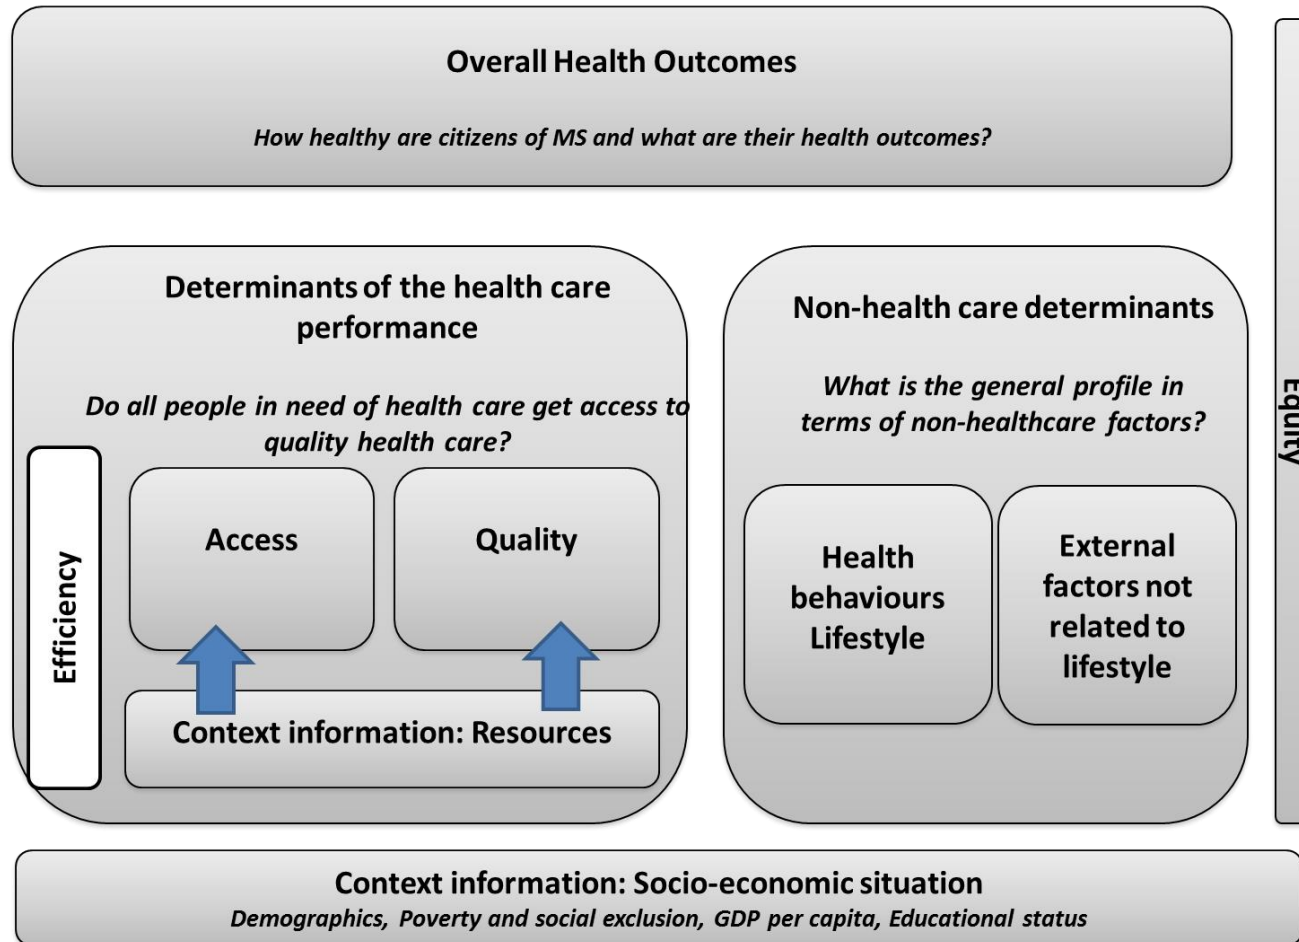 Overall Health Outcomes
How healthy are citizens of MS and what are their health outcomes?
Determinants of the health care
performance
Do all people in need of health care get access to
quality health care?
Efficiency
Access
Quality
Context information: Resources
Non-health care determinants
What is the general profile in
terms of non-healthcare factors?
Health
behaviours
Lifestyle
External
factors not
related to
lifestyle
Equity
Context information: Socio-economic situation
Demographics, Poverty and social exclusion, GDP per capita, Educational status